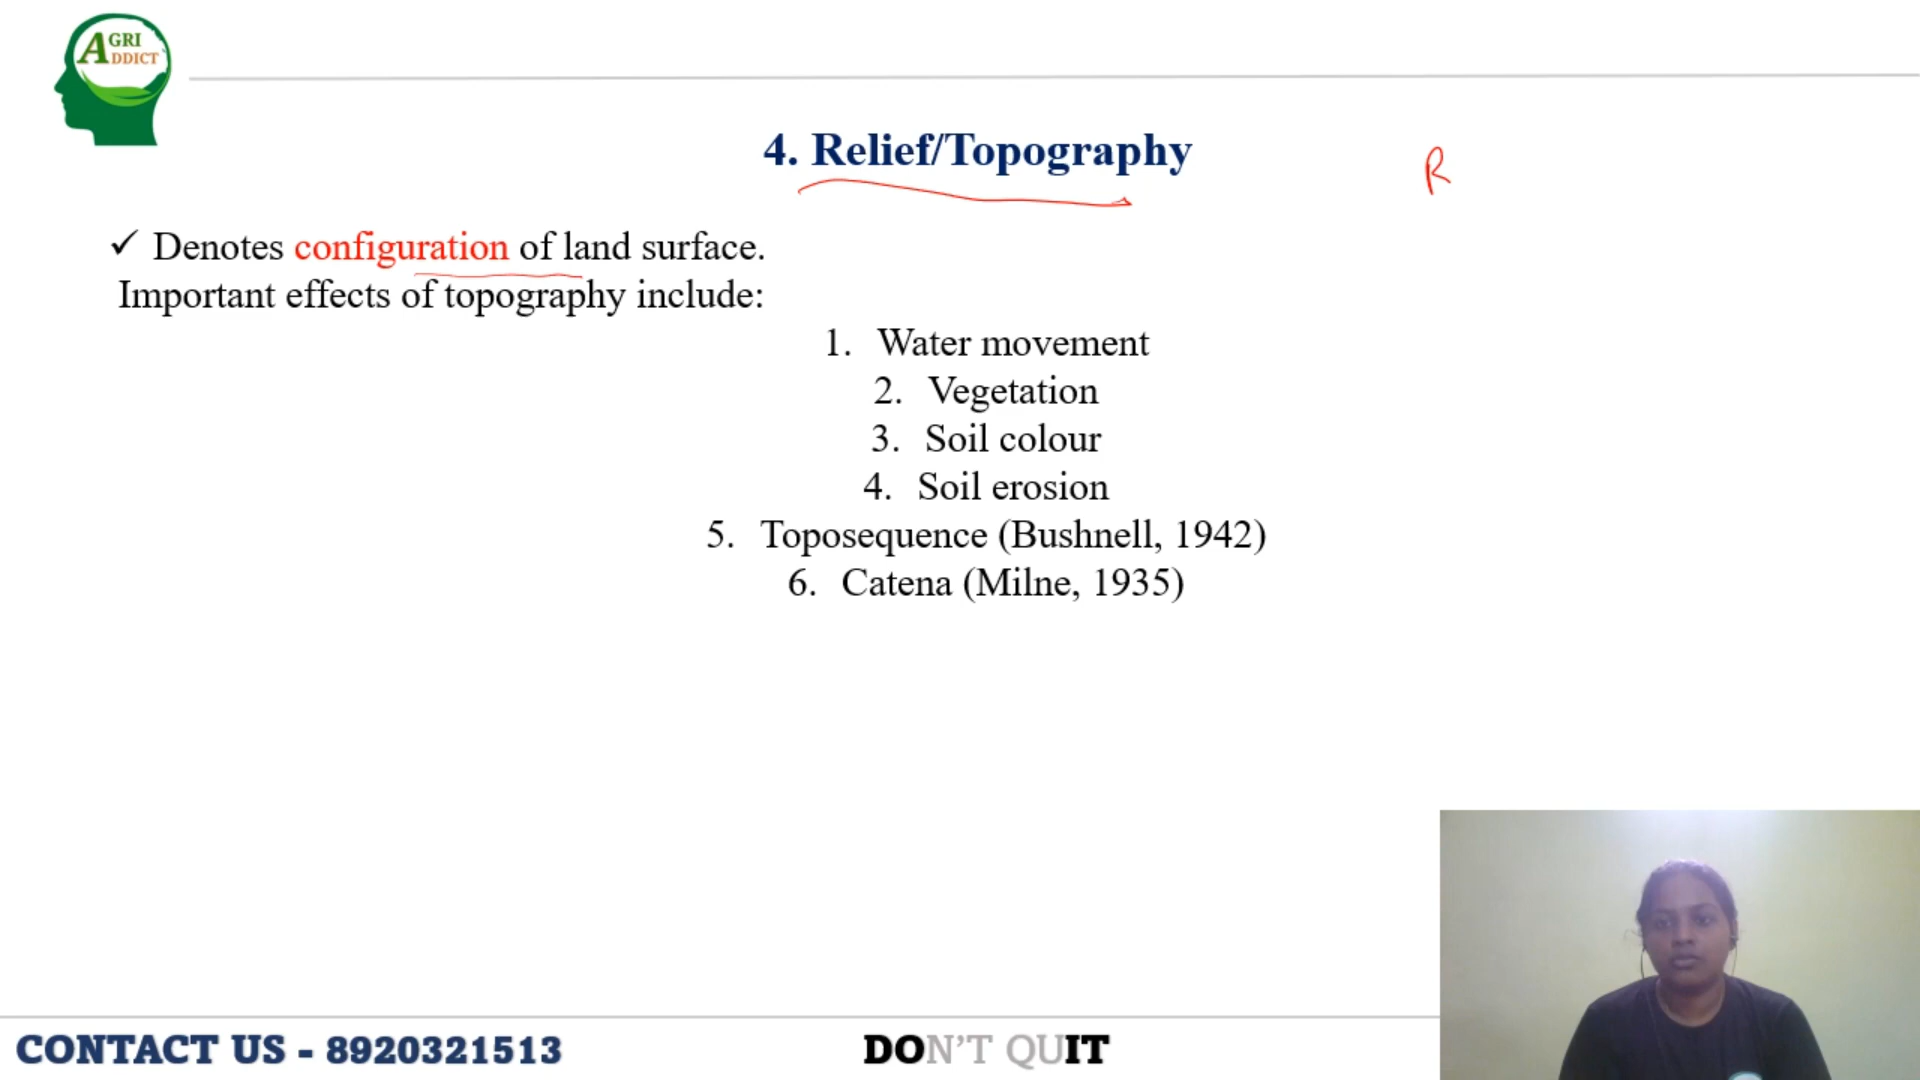 AGRI
ADDICT
4. Relief/Topography
R
✓ Denotes configuration of land surface.
Important effects of topography include:
1. Water movement
2. Vegetation
3. Soil colour
4. Soil erosion
5. Toposequence (Bushnell, 1942)
6. Catena (Milne, 1935)
CONTACT US - 8920321513
DON'T QUIT